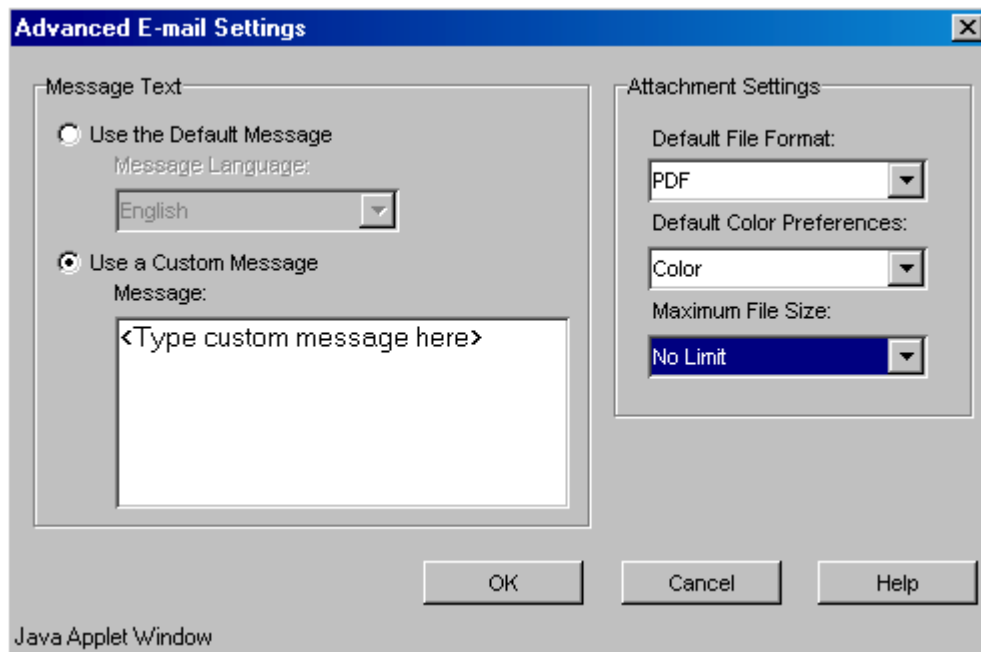 Advanced E-mail Settings
Message Text
Use the Default Message
Message Language:
English
Use a Custom Message
Message:
<Type custom message here>
Attachment Settings
Default File Format:
PDF
Default Color Preferences:
Color
Maximum File Size:
No Limit
OK
Cancel
Help
Java Applet Window